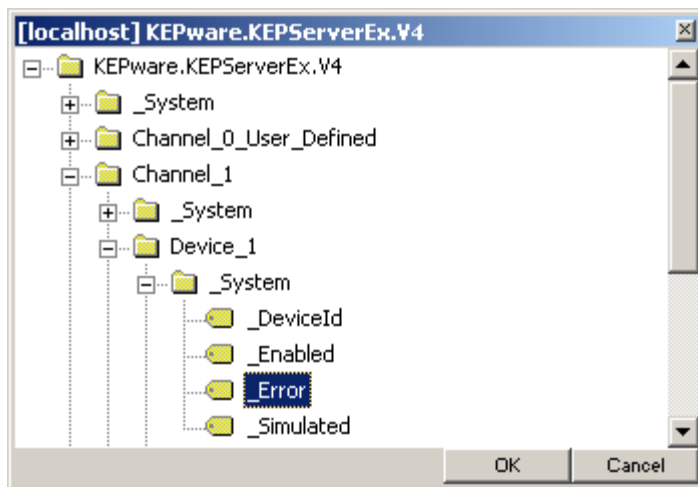 [localhost] KEPware.KEPServerEx.V4
KEPware.KEPServerEx.V4
_System
Channel_0_User_Defined
Channel_1
_System
Device_1
_System
_DeviceId
_Enabled
_Error
_Simulated
OK Cancel